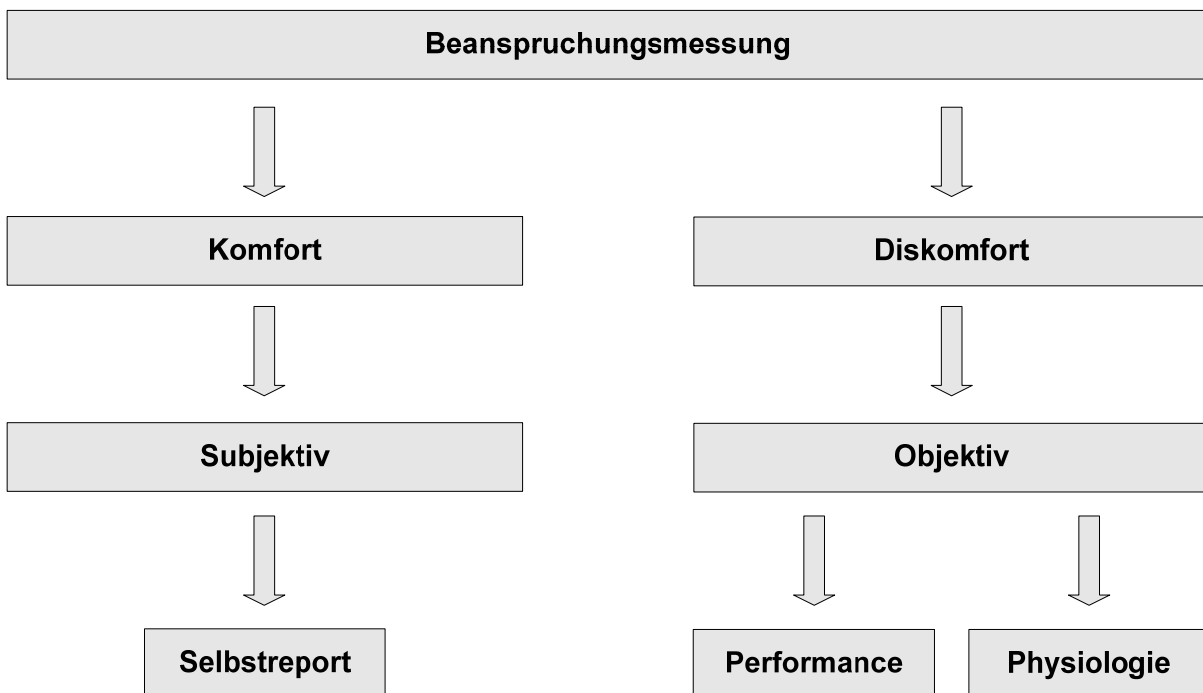 Beanspruchungsmessung
Komfort
Diskomfort
Subjektiv
Objektiv
Selbstreport
Performance
Physiologie